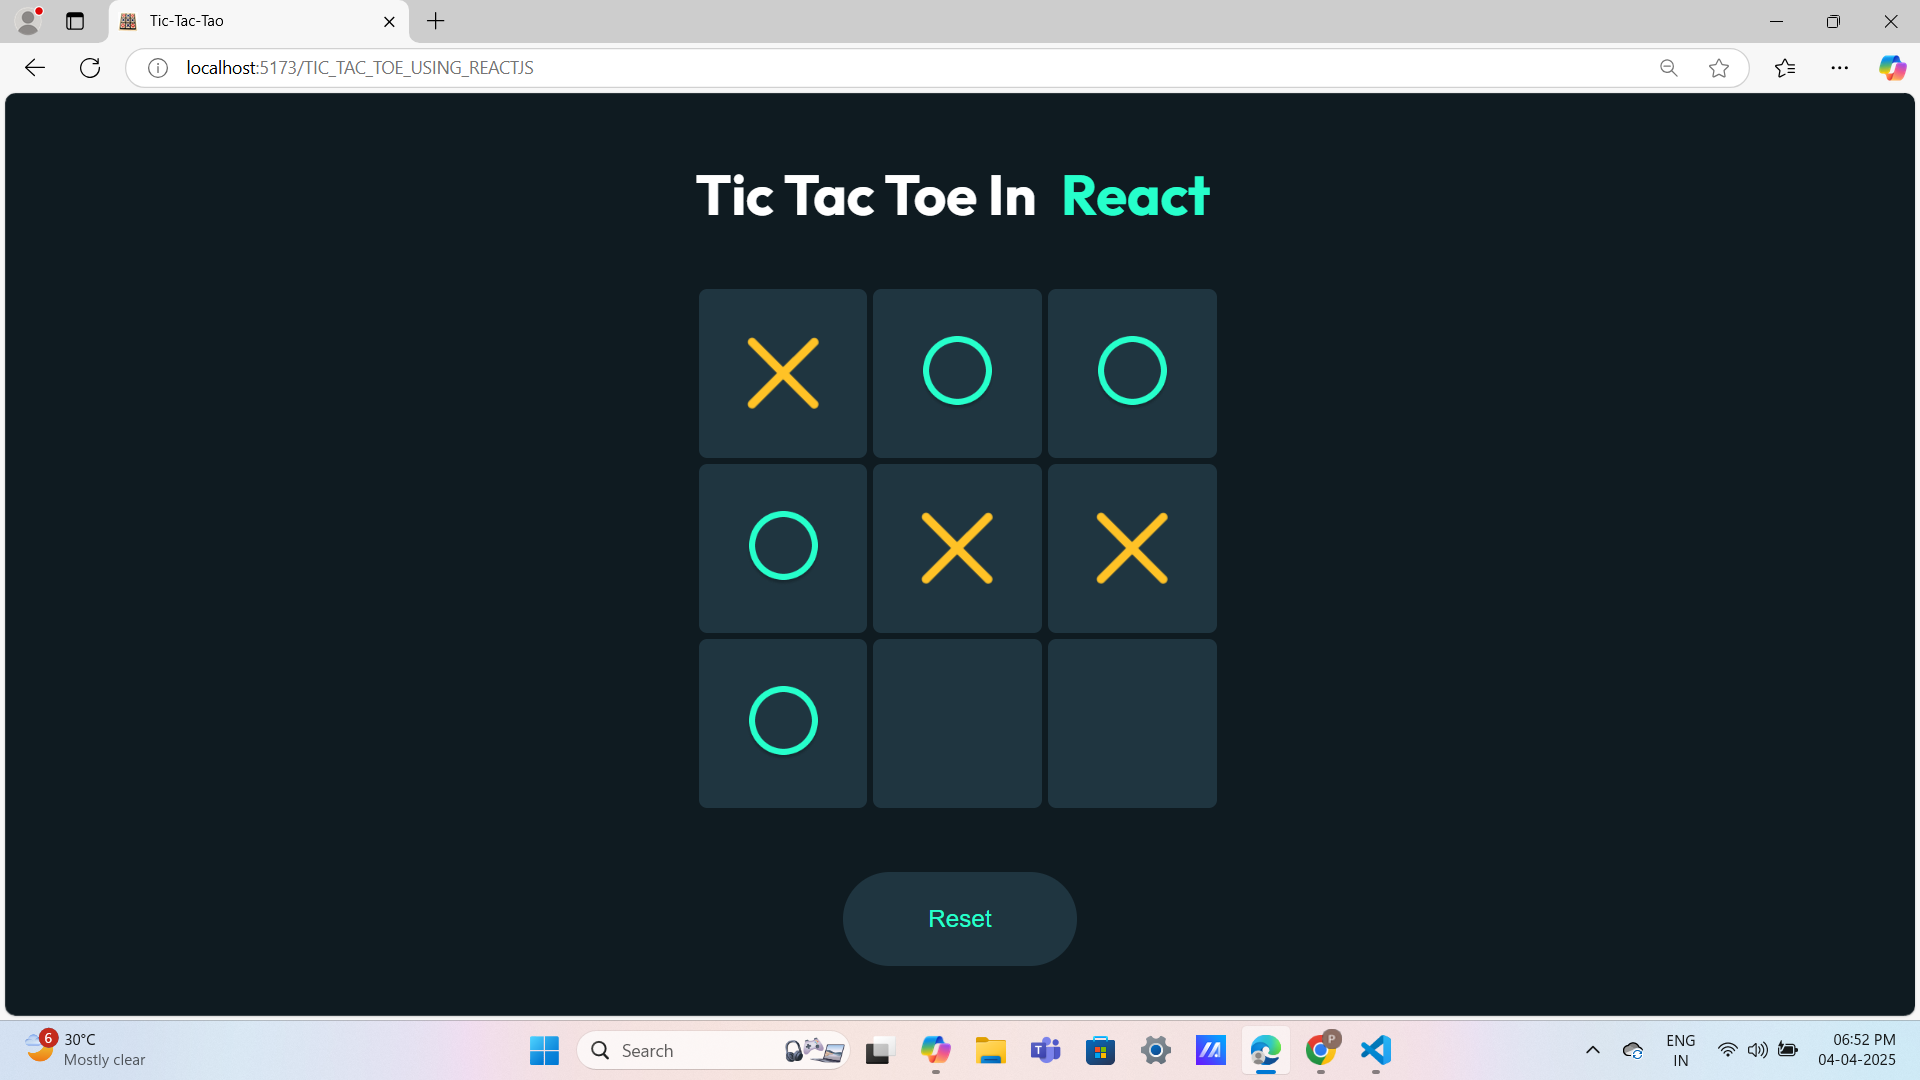 Tic-Tac-Tao
localhost:5173/TIC_TAC_TOE_USING_REACTJS
Tic Tac Toe In React
Reset
6
30°C
Mostly clear
Search
P
ENG
IN
06:52 PM
04-04-2025